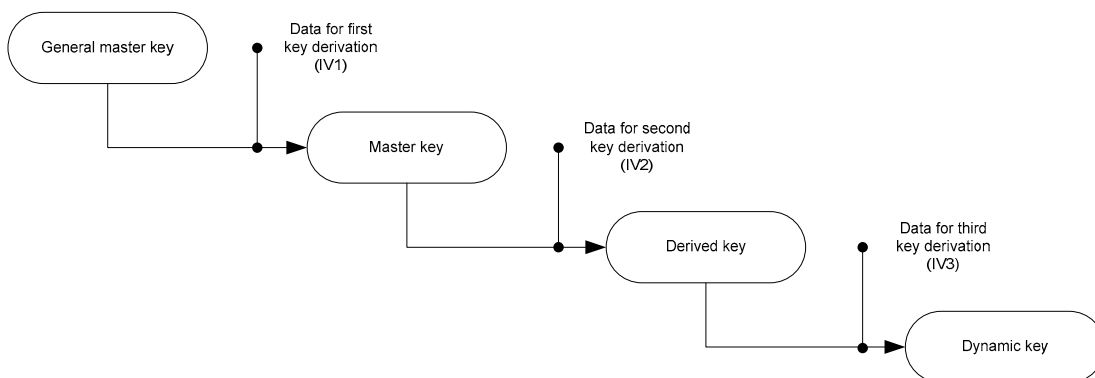 General master key
Data for first
key derivation
(IV1)
Master key
Data for second
key derivation
(IV2)
Derived key
Data for third
key derivation
(IV3)
Dynamic key